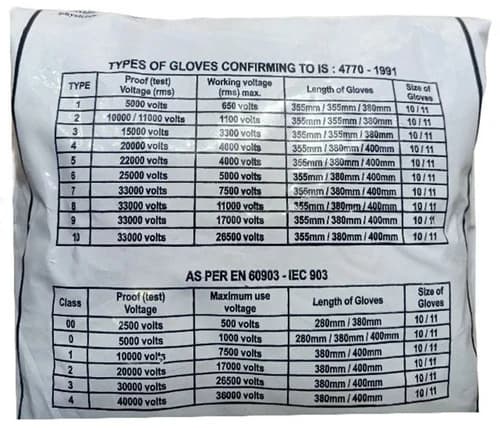 TYPES OF GLOVES CONFIRMING TO IS : 4770 - 1991
TYPE Proof (test) Voltage (rms) Working voltage (rms) max. Length of Gloves Size of Gloves
1 5000 volts 650 volts 355mm / 355mm / 380mm 10 / 11
2 10000 / 11000 volts 1100 volts 355mm / 355mm / 380mm 10 / 11
3 15000 volts 3300 volts 355mm / 355mm / 380mm 10 / 11
4 20000 volts 4000 volts 355mm / 380mm / 400mm 10 / 11
5 22000 volts 4000 volts 355mm / 380mm / 400mm 10 / 11
6 25000 volts 5000 volts 355mm / 380mm / 400mm 10 / 11
7 33000 volts 7500 volts 355mm / 380mm / 400mm 10 / 11
8 33000 volts 11000 volts 355mm / 380mm / 400mm 10 / 11
9 33000 volts 17000 volts 355mm / 380mm / 400mm 10 / 11
10 33000 volts 26500 volts 355mm / 380mm / 400mm 10 / 11
AS PER EN 60903 - IEC 903
Class Proof (test) Voltage Maximum use voltage Length of Gloves Size of Gloves
00 2500 volts 500 volts 280mm / 380mm 10 / 11
0 5000 volts 1000 volts 280mm / 380mm / 400mm 10 / 11
1 10000 volts 7500 volts 380mm / 400mm 10 / 11
2 20000 volts 17000 volts 380mm / 400mm 10 / 11
3 30000 volts 26500 volts 380mm / 400mm 10 / 11
4 40000 volts 36000 volts 380mm / 400mm 10 / 11